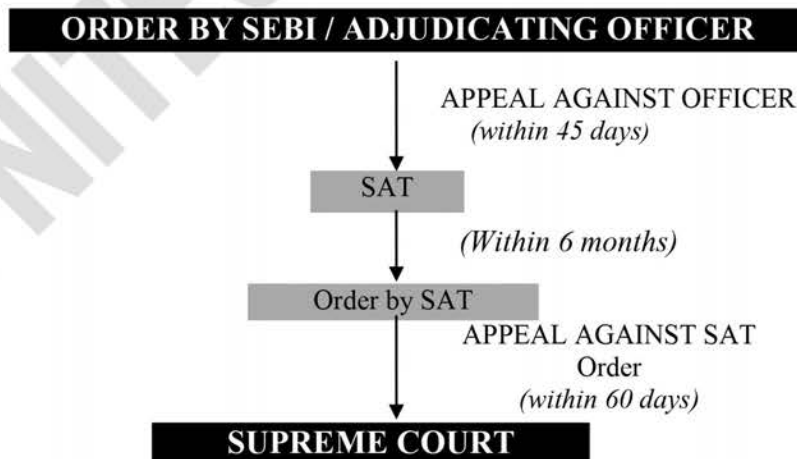 ORDER BY SEBI / ADJUDICATING OFFICER
APPEAL AGAINST OFFICER
(within 45 days)
SAT
(Within 6 months)
Order by SAT
APPEAL AGAINST SAT
Order
(within 60 days)
SUPREME COURT